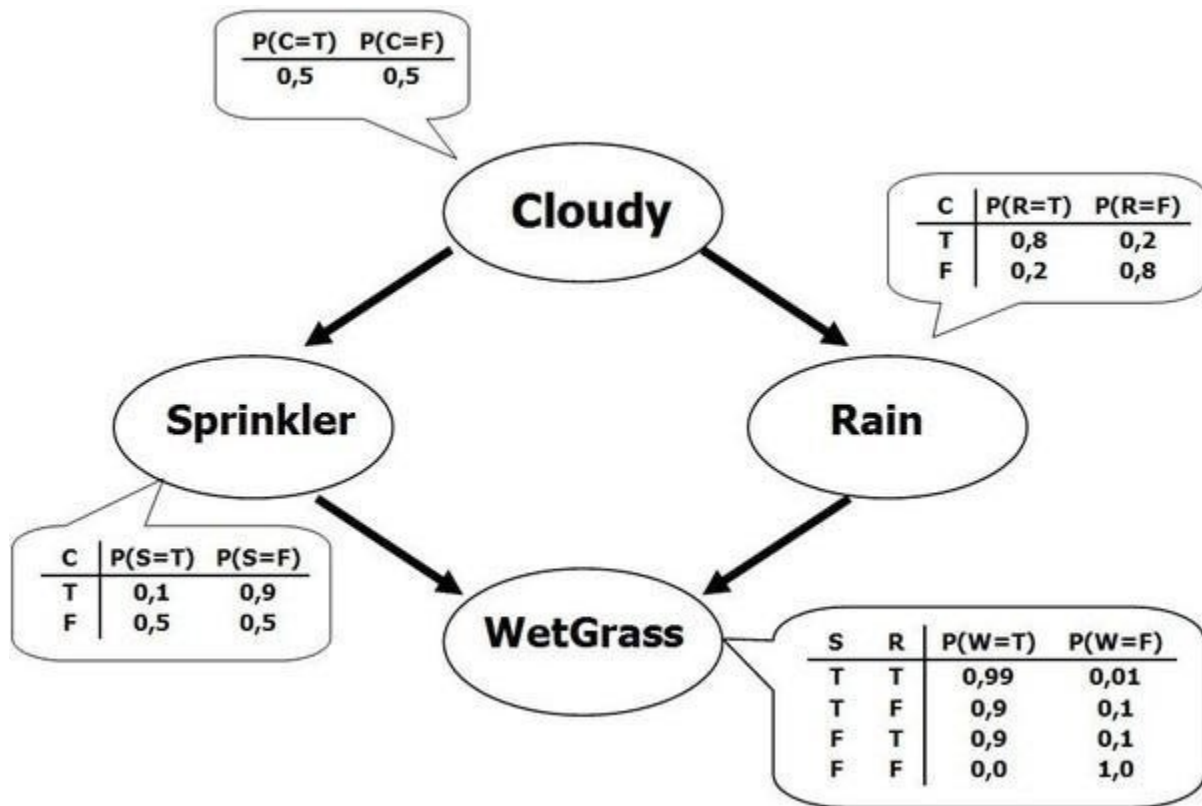 P(C=T) P(C=F)
0,5 0,5
Cloudy
C P(R=T) P(R=F)
T 0,8 0,2
F 0,2 0,8
Sprinkler
Rain
C P(S=T) P(S=F)
T 0,1 0,9
F 0,5 0,5
WetGrass
S R P(W=T) P(W=F)
T T 0,99 0,01
T F 0,9 0,1
F T 0,9 0,1
F F 0,0 1,0